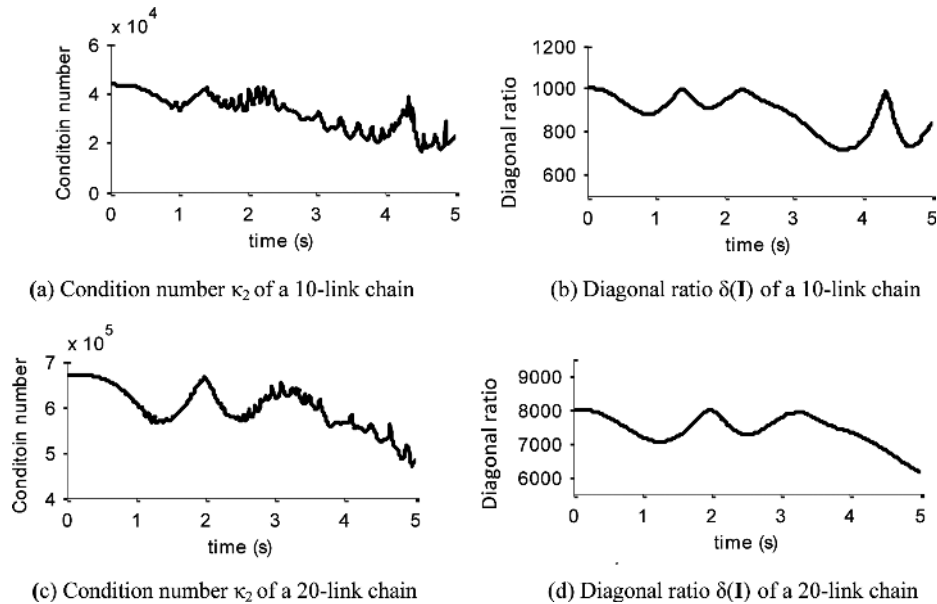 x 10⁴
6
4
2
0
Conditoin number
0 1 2 3 4 5
time (s)
1200
1000
800
600
Diagonal ratio
0 1 2 3 4 5
time (s)
(a) Condition number κ₂ of a 10-link chain
(b) Diagonal ratio δ(I) of a 10-link chain
x 10⁵
7
6
5
4
Conditoin number
0 1 2 3 4 5
time (s)
9000
8000
7000
6000
Diagonal ratio
0 1 2 3 4 5
time (s)
(c) Condition number κ₂ of a 20-link chain
(d) Diagonal ratio δ(I) of a 20-link chain